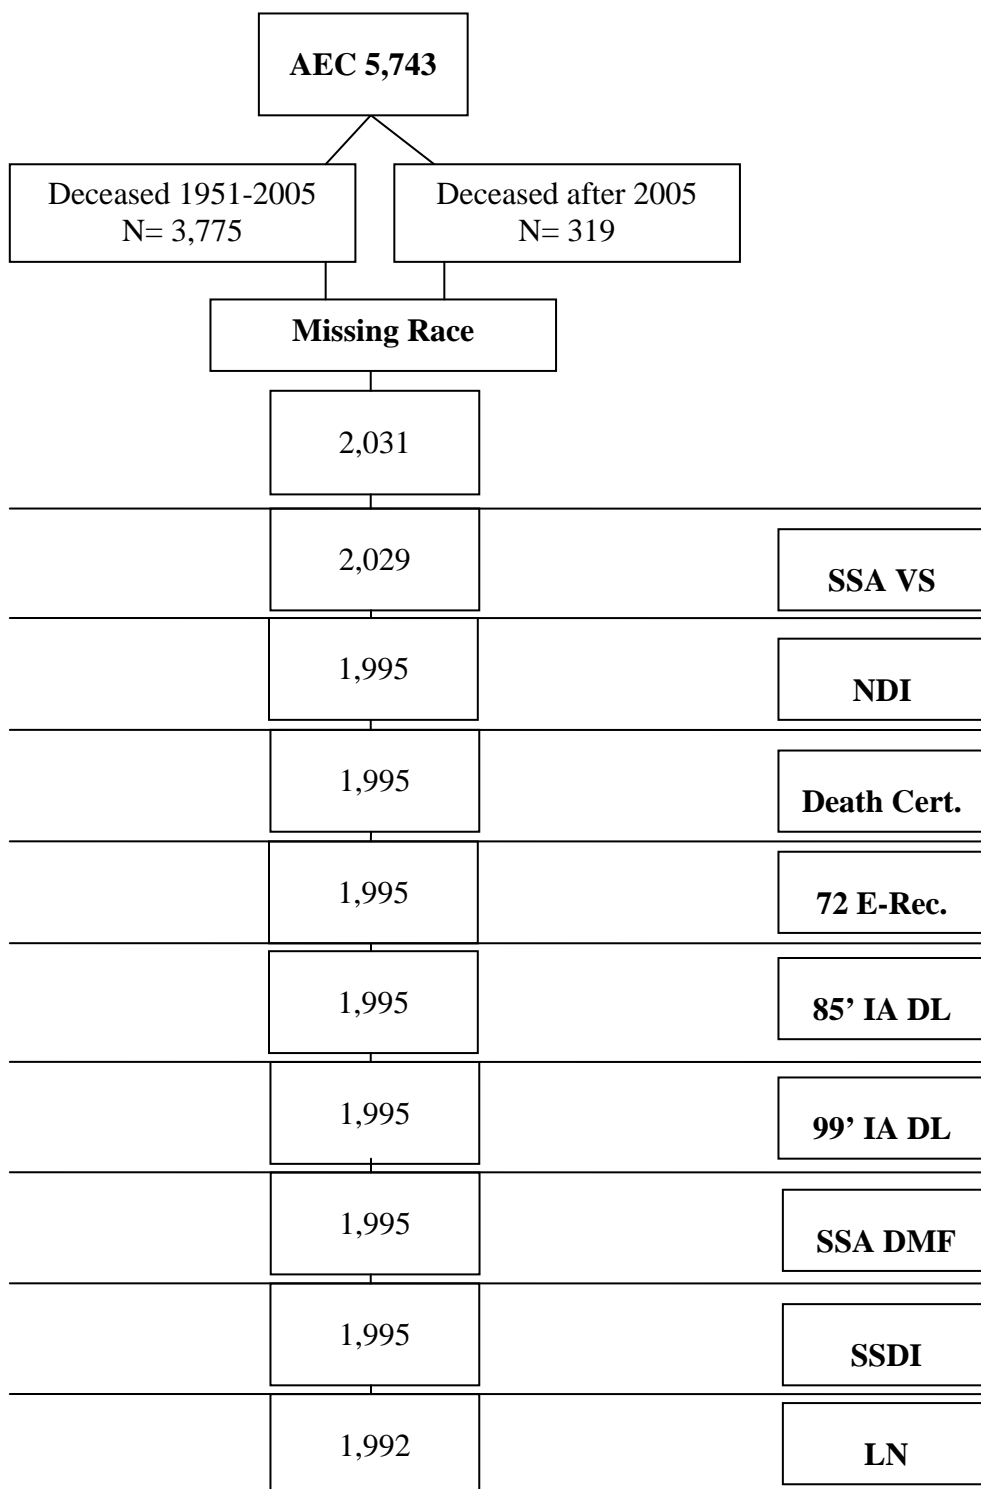 AEC 5,743
Deceased 1951-2005
N= 3,775
Deceased after 2005
N= 319
Missing Race
2,031
2,029
SSA VS
1,995
NDI
1,995
Death Cert.
1,995
72 E-Rec.
1,995
85’ IA DL
1,995
99’ IA DL
1,995
SSA DMF
1,995
SSDI
1,992
LN